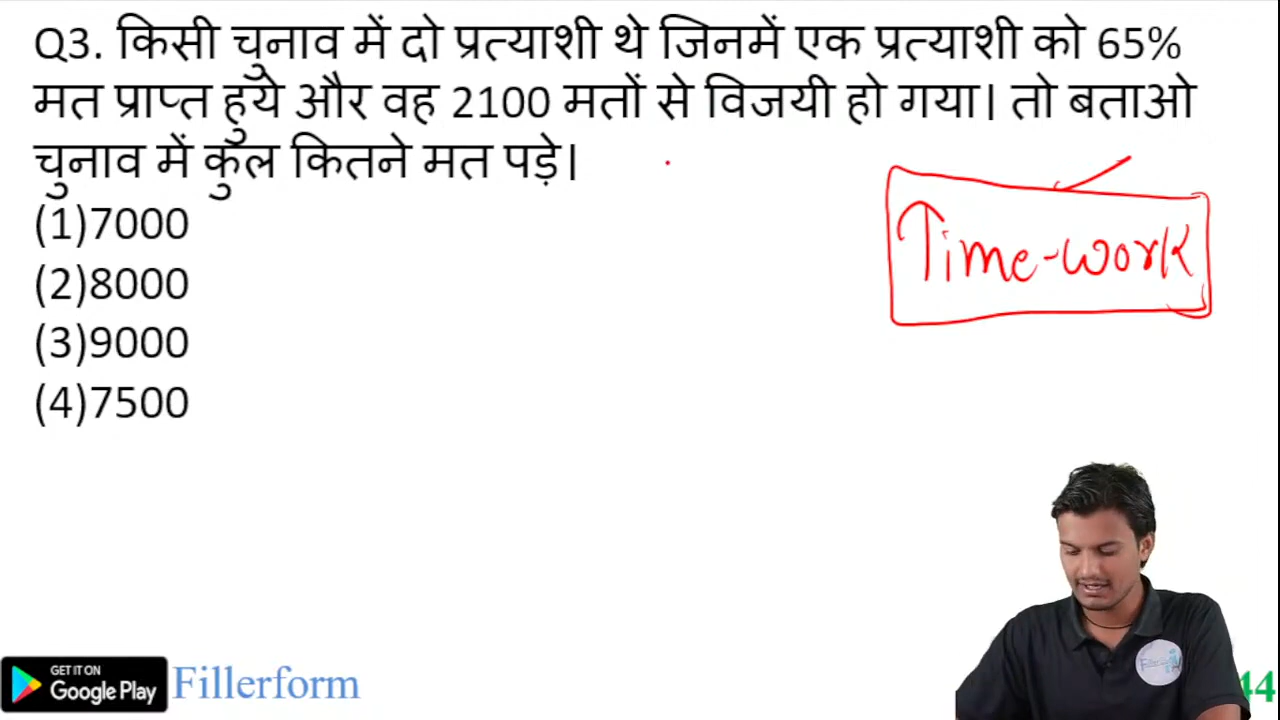 Q3. किसी चुनाव में दो प्रत्याशी थे जिनमें एक प्रत्याशी को 65%
मत प्राप्त हुये और वह 2100 मतों से विजयी हो गया। तो बताओ
चुनाव में कुल कितने मत पड़े।
(1)7000
(2)8000
(3)9000
(4)7500
Time-work
GET IT ON
Google Play
Fillerform
44